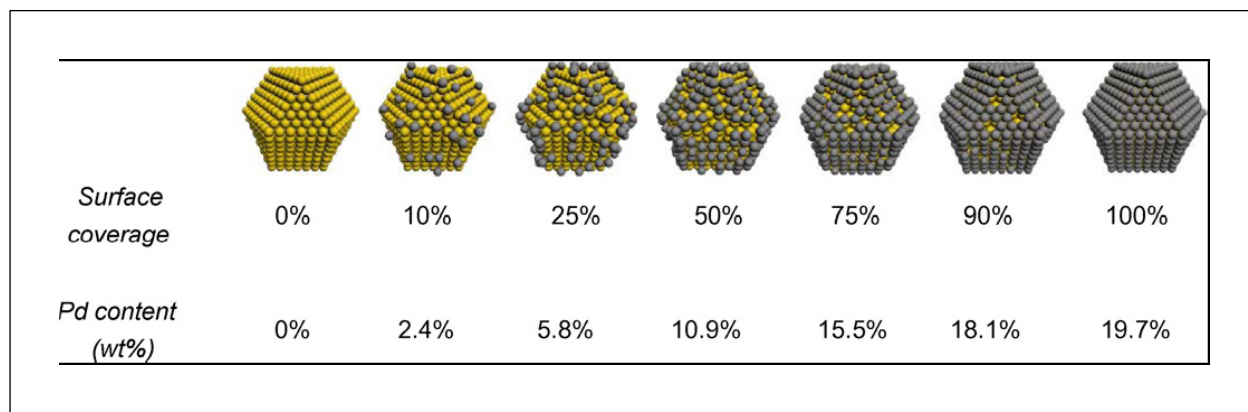 Surface coverage 0% 10% 25% 50% 75% 90% 100%
Pd content (wt%) 0% 2.4% 5.8% 10.9% 15.5% 18.1% 19.7%